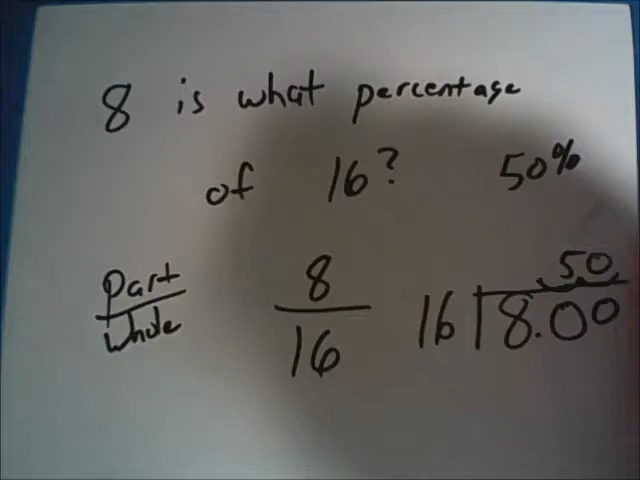 8 is what percentage
of 16? 50%
Part
Whole
8
16
.50
16 8.00